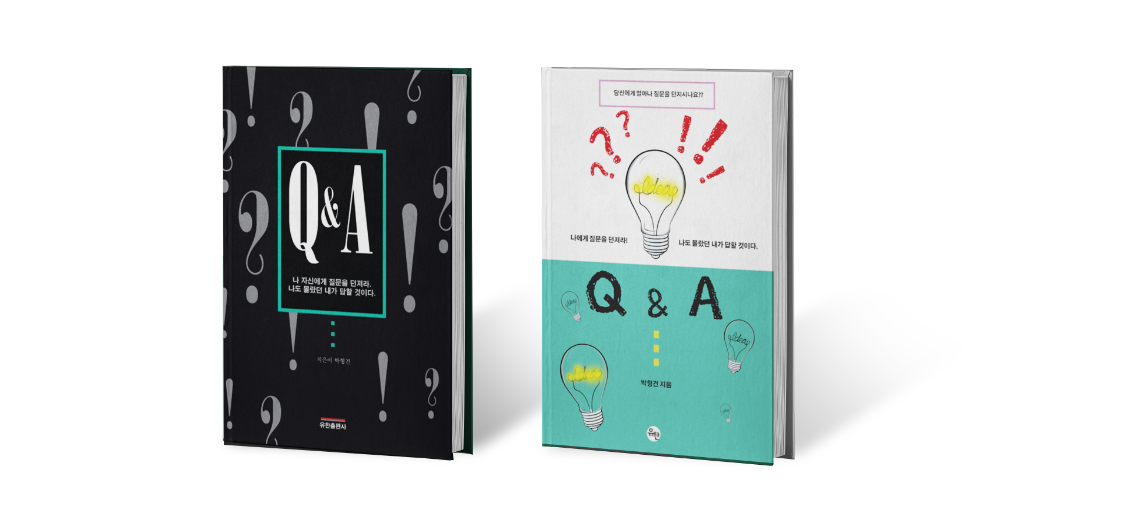 Q&A
나 자신에게 질문을 던져라.
나도 몰랐던 내가 답할 것이다.
지은이 박형건
유한출판사
당신에게 얼마나 질문을 던지시나요??
Ideas
나에게 질문을 던져라!
나도 몰랐던 내가 답할 것이다.
Q & A
Ideas
Ideas
박형건 지음
유한